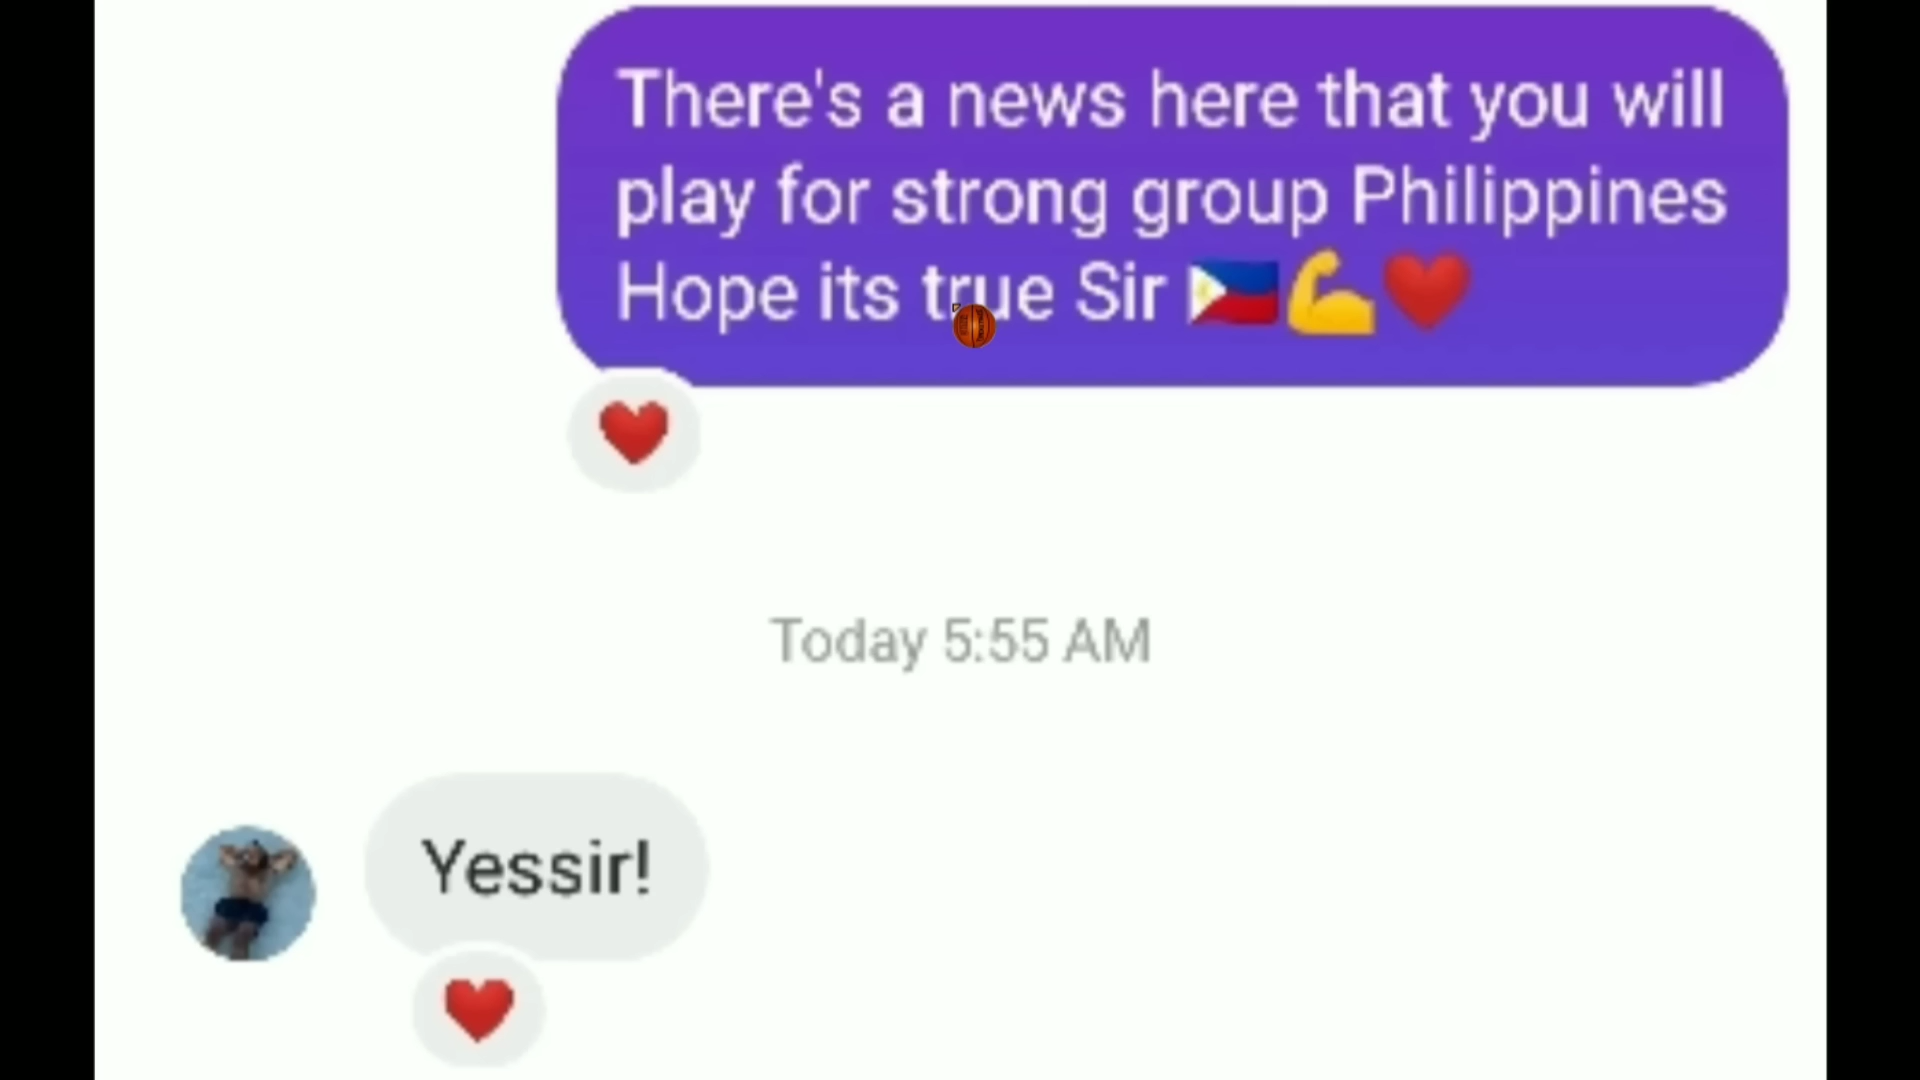 There's a news here that you will
play for strong group Philippines
Hope its true Sir 🇵🇭💪❤️
Today 5:55 AM
Yessir!